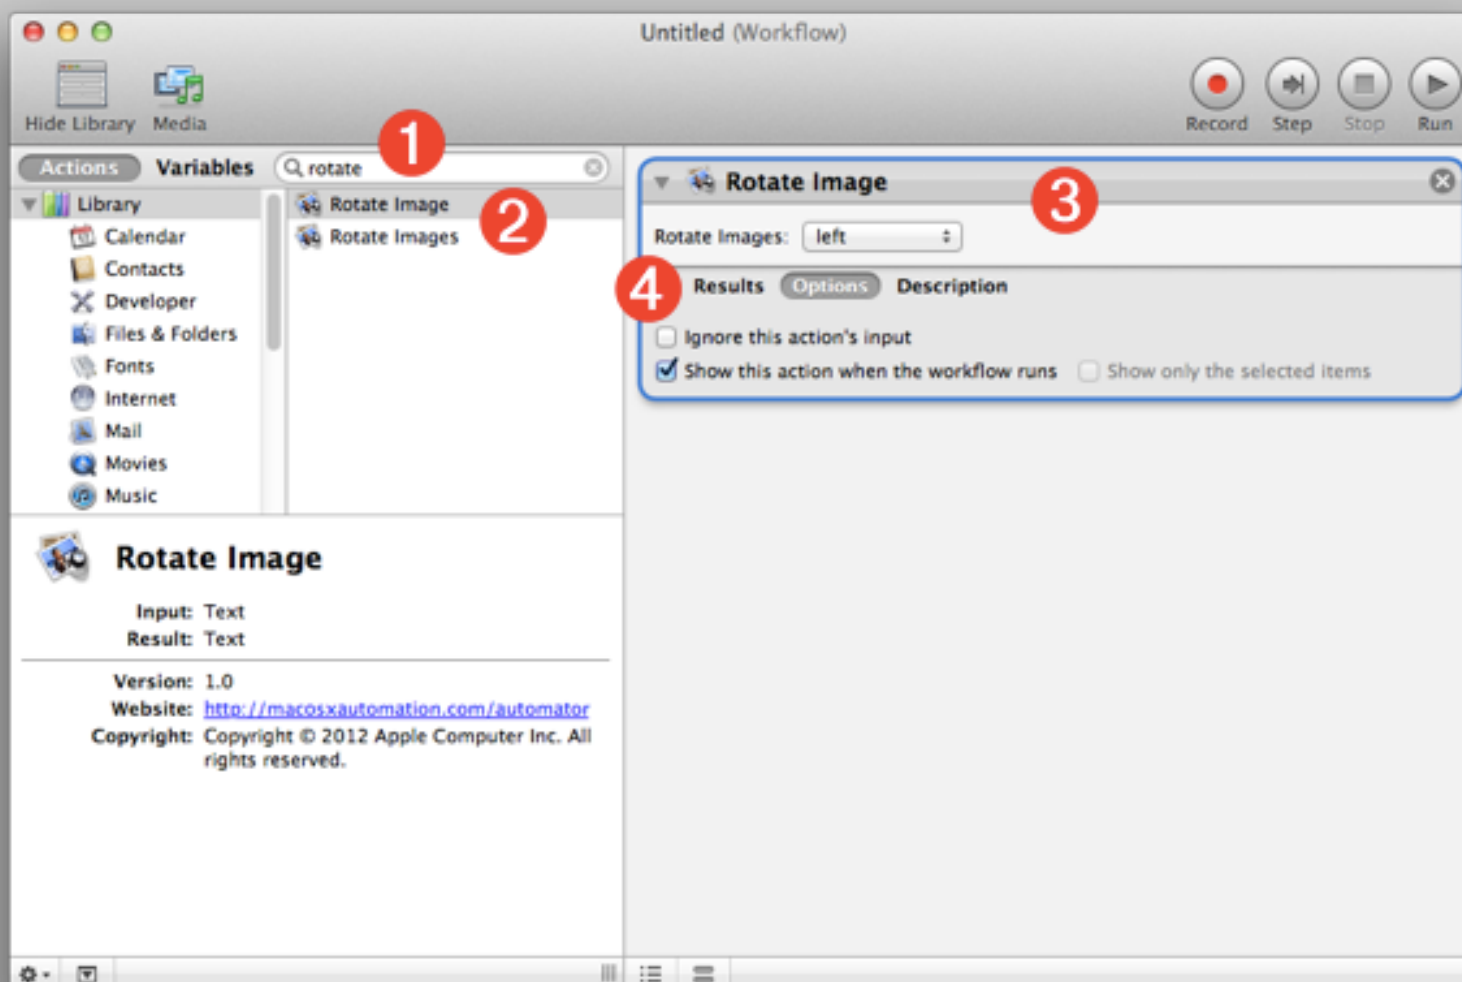 Untitled (Workflow)
Hide Library
Media
Record
Step
Stop
Run
1
Actions
Variables
rotate
2
Library
Calendar
Contacts
Developer
Files & Folders
Fonts
Internet
Mail
Movies
Music
Rotate Image
Rotate Images
Rotate Image
3
Rotate Images: left
4
Results
Options
Description
Ignore this action's input
Show this action when the workflow runs
Show only the selected items
Rotate Image
Input: Text
Result: Text
Version: 1.0
Website: http://macosxautomation.com/automator
Copyright: Copyright © 2012 Apple Computer Inc. All
rights reserved.